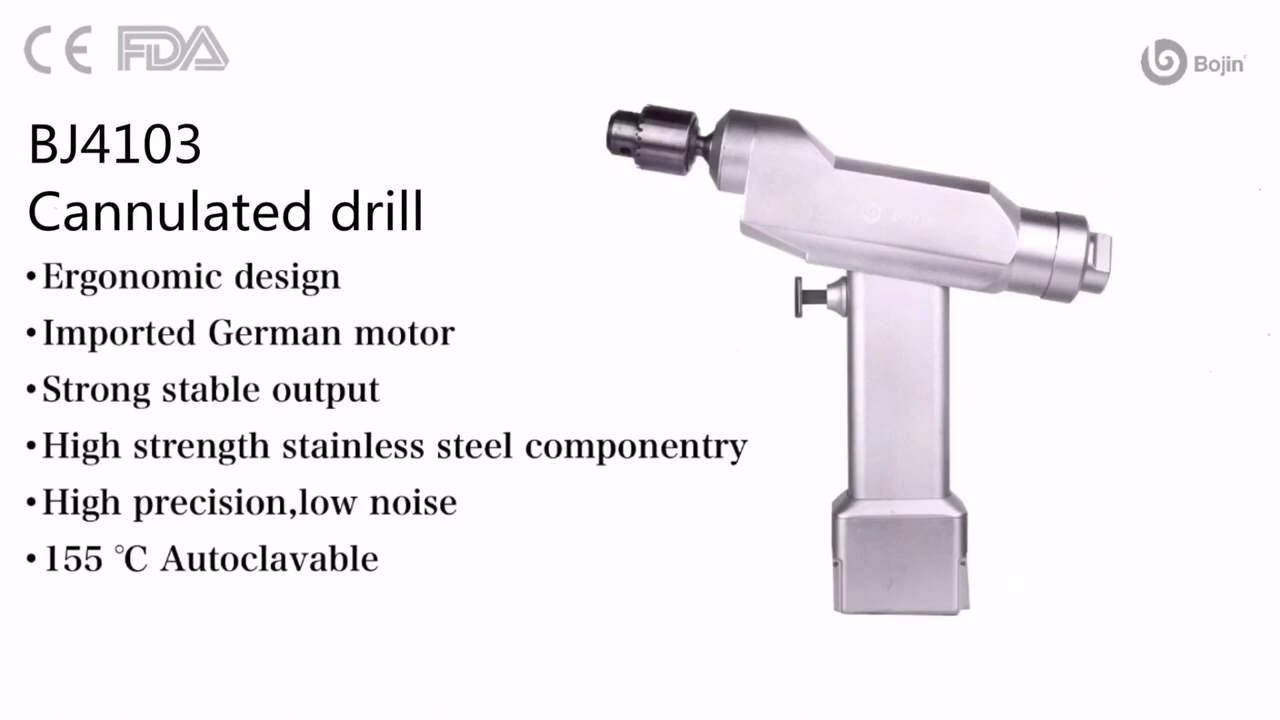 CE FDA
Bojin
BJ4103
Cannulated drill
•Ergonomic design
•Imported German motor
•Strong stable output
•High strength stainless steel componentry
•High precision,low noise
•155 ℃ Autoclavable